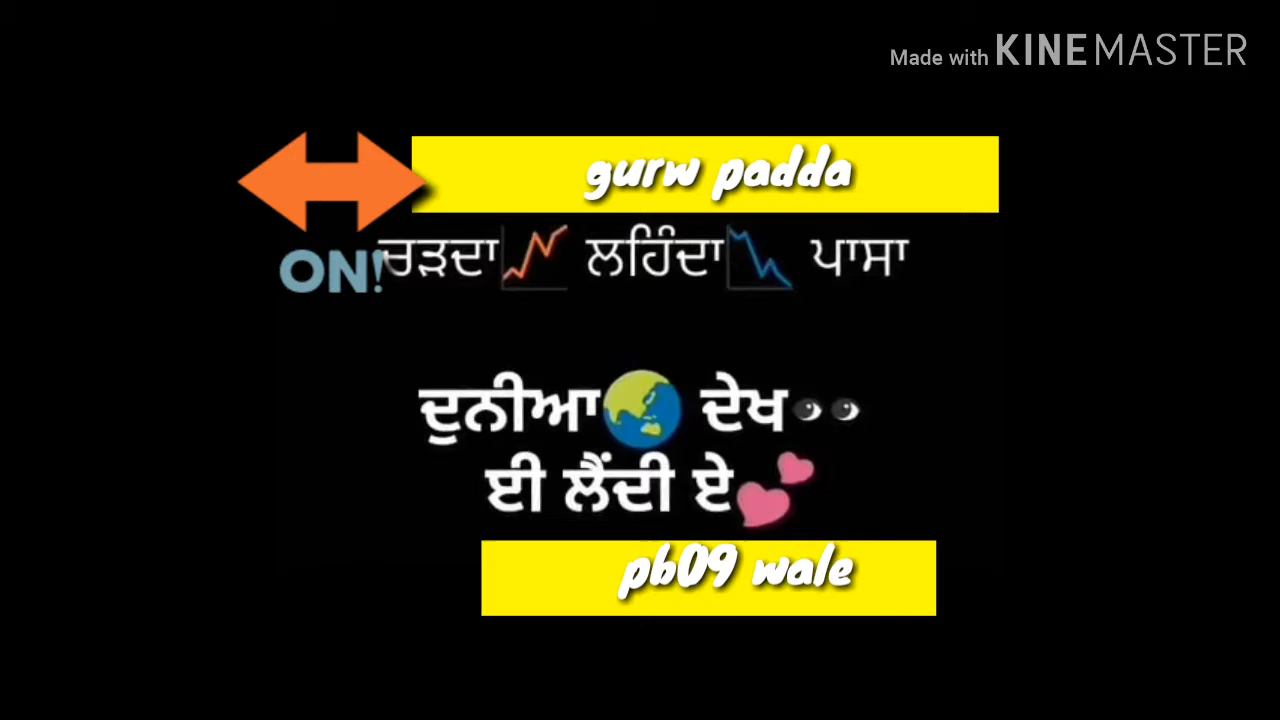 Made with KINEMASTER
gurw padda
ਚੜਦਾ📈 ਲਹਿੰਦਾ📉 ਪਾਸਾ
ON!
ਦੁਨੀਆ🌏 ਦੇਖ👀
ਈ ਲੈਂਦੀ ਏ💕
pb09 wale